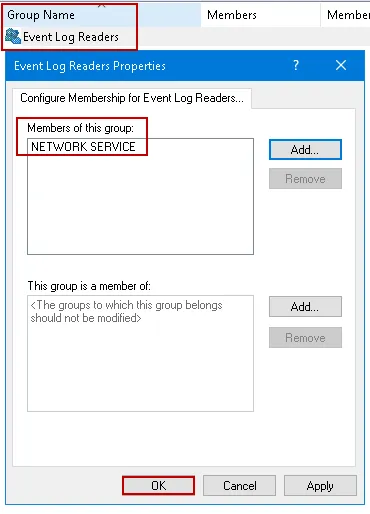 Group Name Members Member
Event Log Readers
Event Log Readers Properties ?
Configure Membership for Event Log Readers...
Members of this group:
NETWORK SERVICE
Add...
Remove
This group is a member of:
<The groups to which this group belongs
should not be modified>
Add...
Remove
OK Cancel Apply